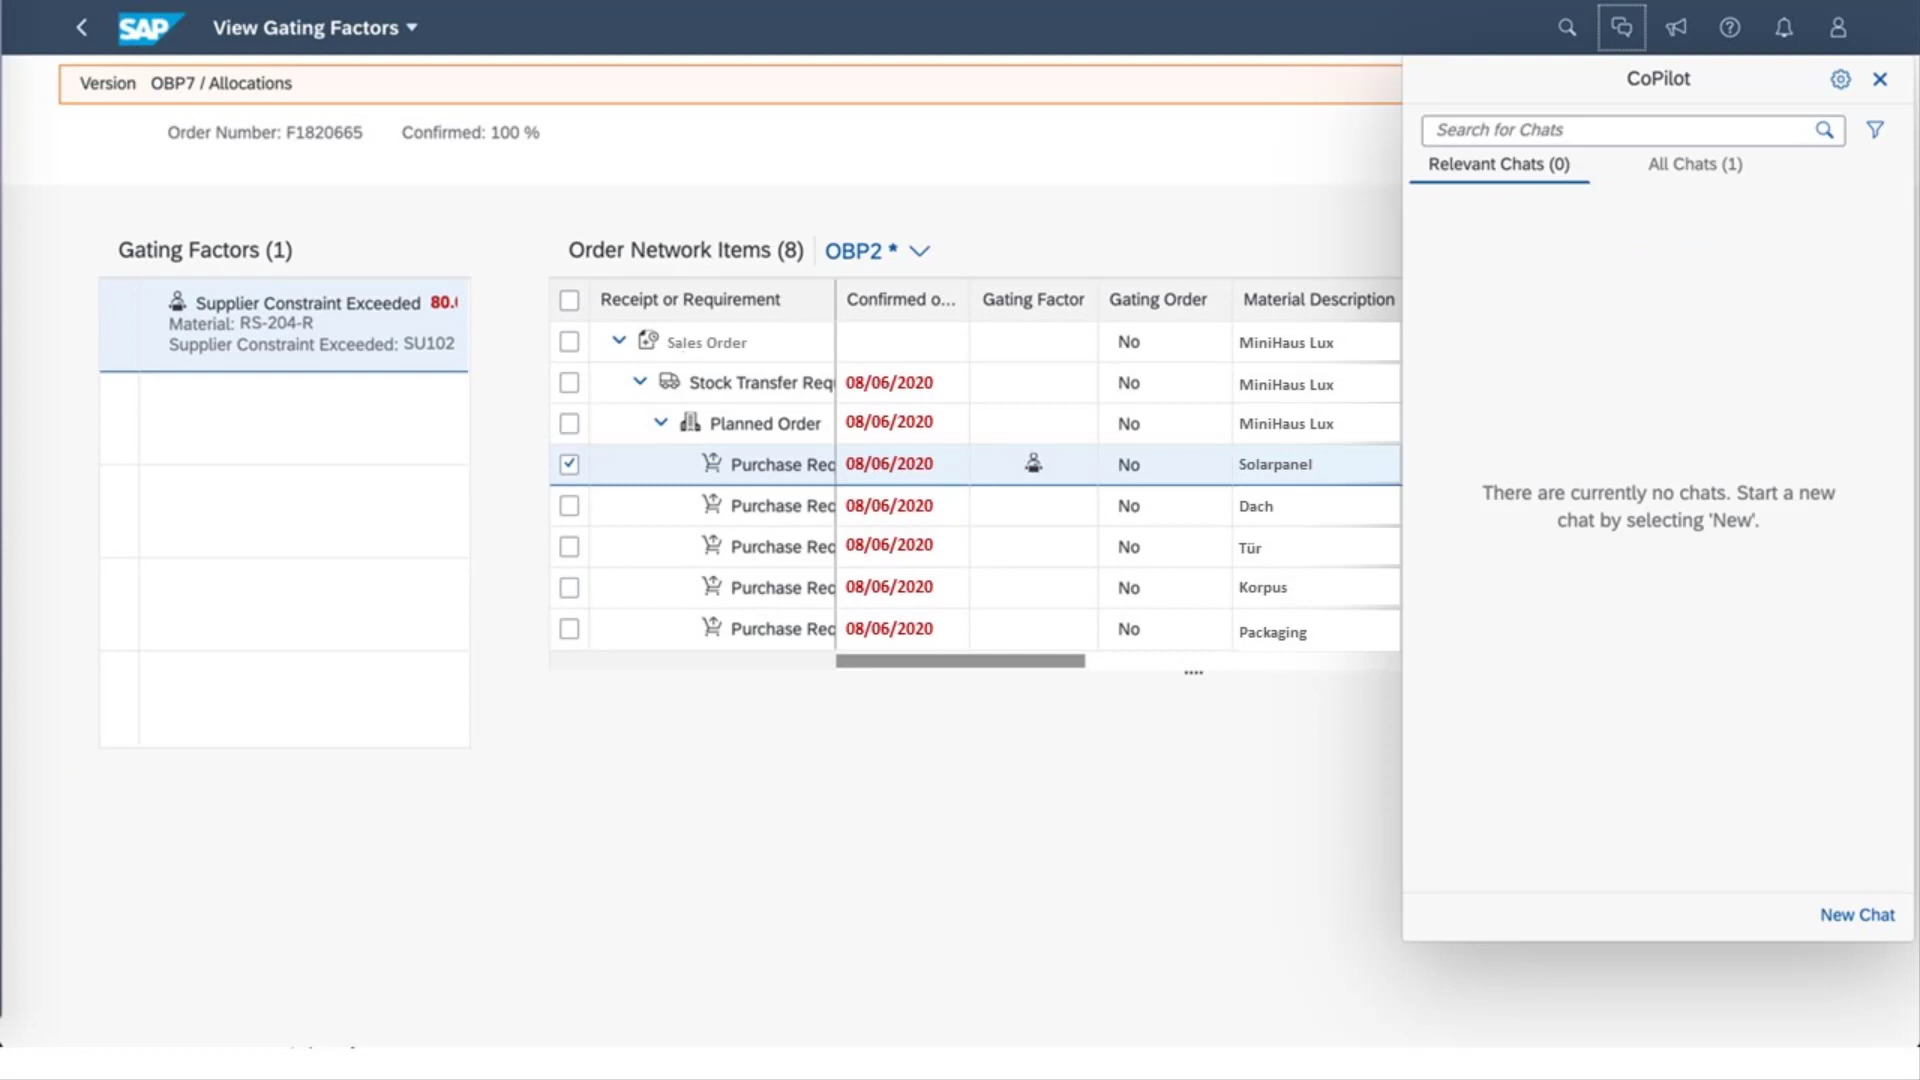 SAP View Gating Factors
Version OBP7 / Allocations
Order Number: F1820665 Confirmed: 100 %
Gating Factors (1)
Supplier Constraint Exceeded 80.
Material: RS-204-R
Supplier Constraint Exceeded: SU102
Order Network Items (8) OBP2 *
Receipt or Requirement Confirmed o... Gating Factor Gating Order Material Description
Sales Order No MiniHaus Lux
Stock Transfer Req 08/06/2020 No MiniHaus Lux
Planned Order 08/06/2020 No MiniHaus Lux
Purchase Rec 08/06/2020 No Solarpanel
Purchase Rec 08/06/2020 No Dach
Purchase Rec 08/06/2020 No Tür
Purchase Rec 08/06/2020 No Korpus
Purchase Rec 08/06/2020 No Packaging
CoPilot
Search for Chats
Relevant Chats (0) All Chats (1)
There are currently no chats. Start a new
chat by selecting 'New'.
New Chat